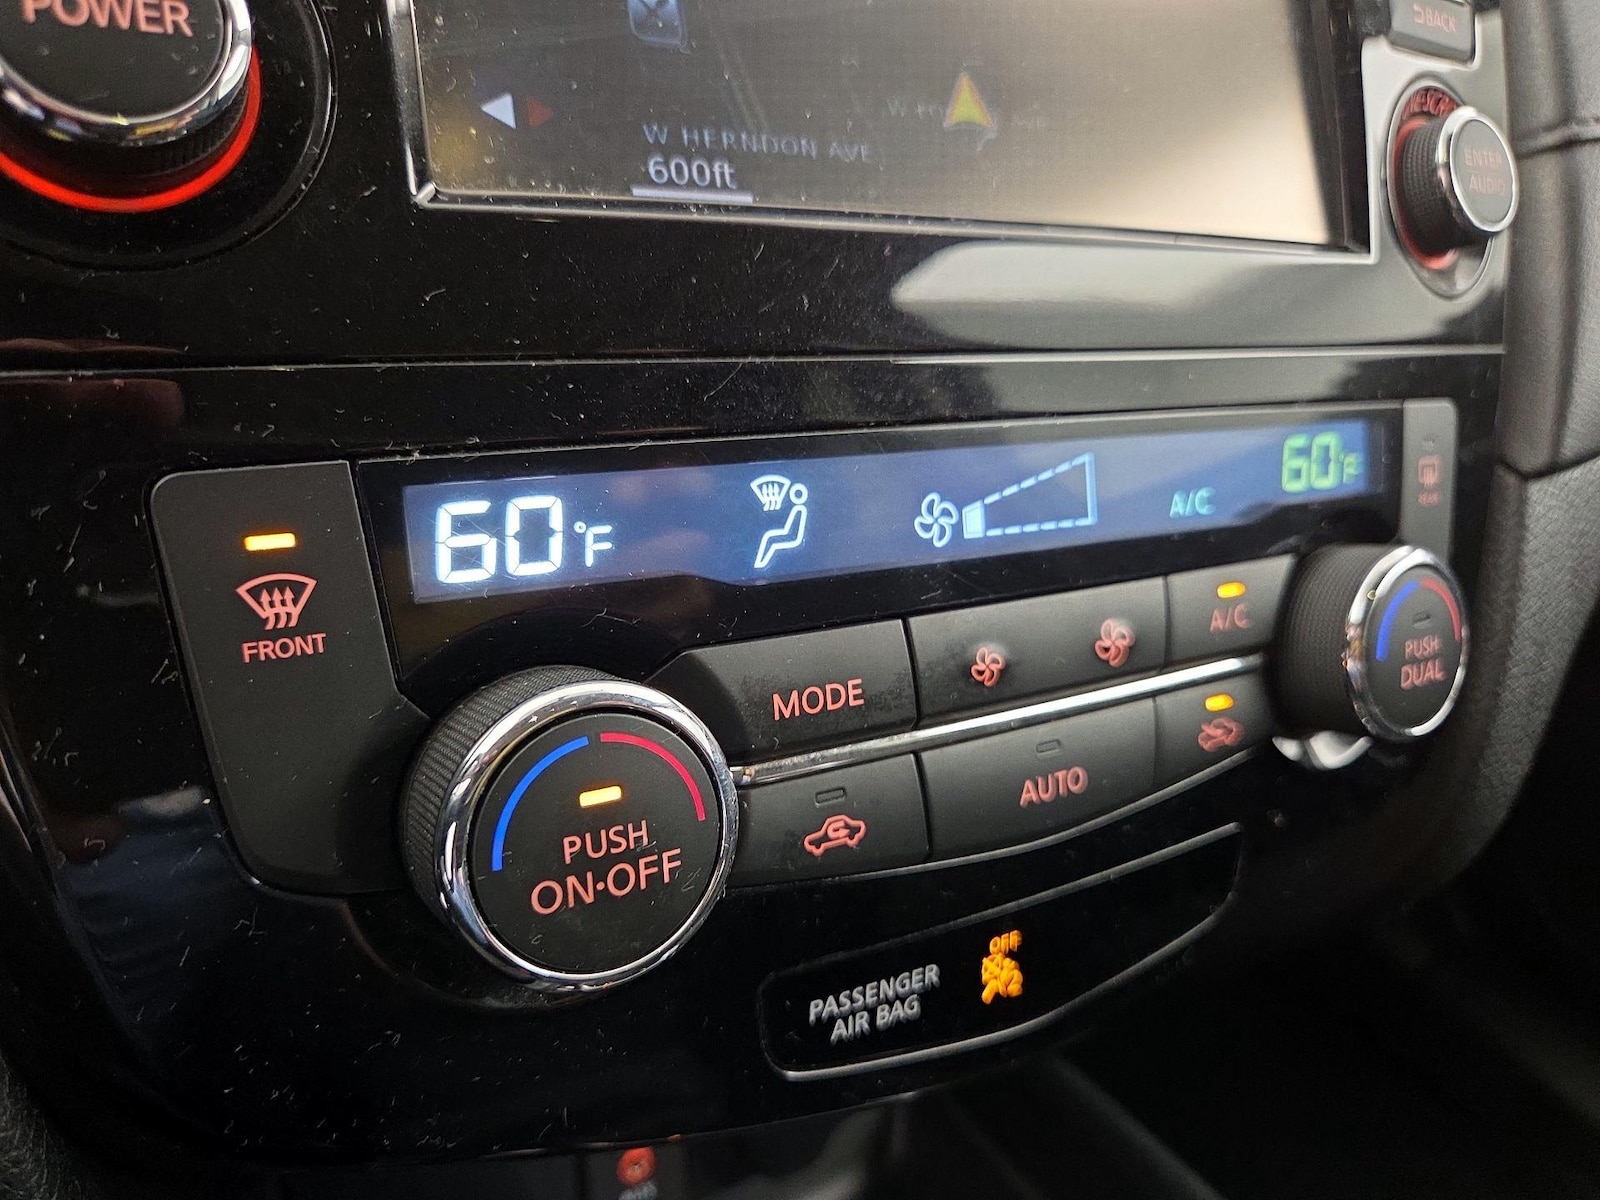 POWER
BACK
W HERNDON AVE
600ft
ENTER
AUDIO
60°F
A/C
60°F
FRONT
MODE
A/C
PUSH
DUAL
PUSH
ON·OFF
AUTO
OFF
PASSENGER
AIR BAG